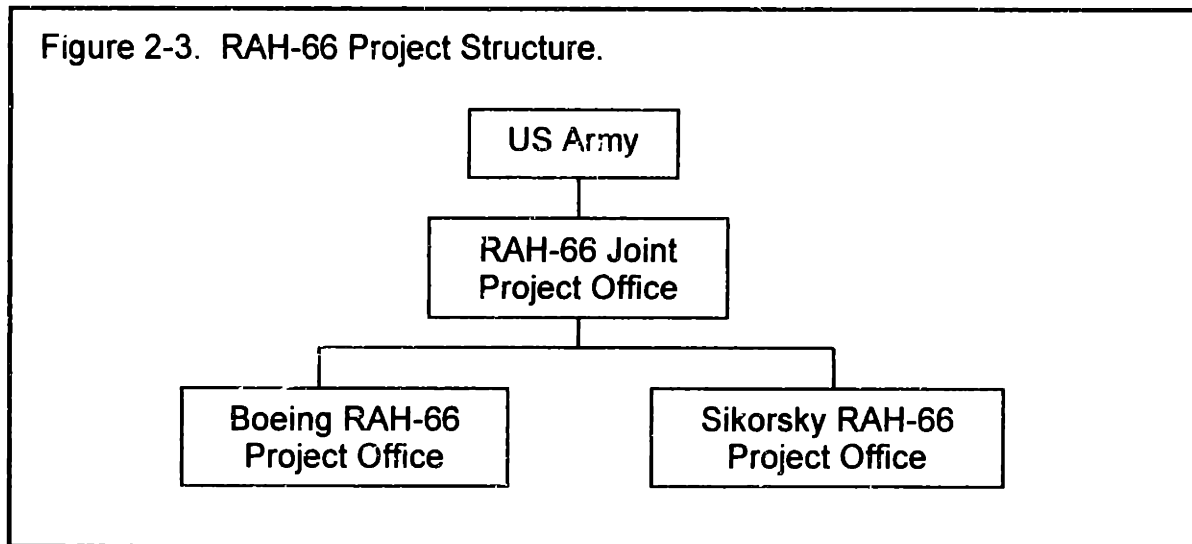 Figure 2-3. RAH-66 Project Structure.
US Army
RAH-66 Joint
Project Office
Boeing RAH-66
Project Office
Sikorsky RAH-66
Project Office